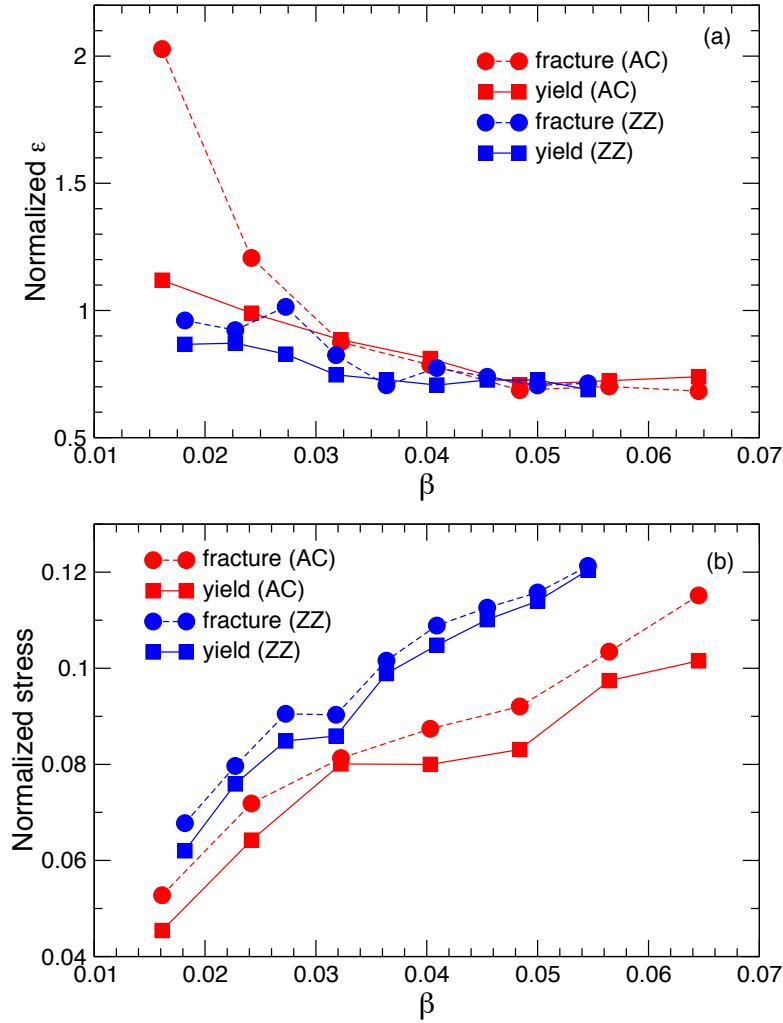 (a)
2
1.5
1
0.5
Normalized ε
fracture (AC)
yield (AC)
fracture (ZZ)
yield (ZZ)
0.01 0.02 0.03 0.04 0.05 0.06 0.07
β
(b)
0.12
0.1
0.08
0.06
0.04
Normalized stress
fracture (AC)
yield (AC)
fracture (ZZ)
yield (ZZ)
0.01 0.02 0.03 0.04 0.05 0.06 0.07
β